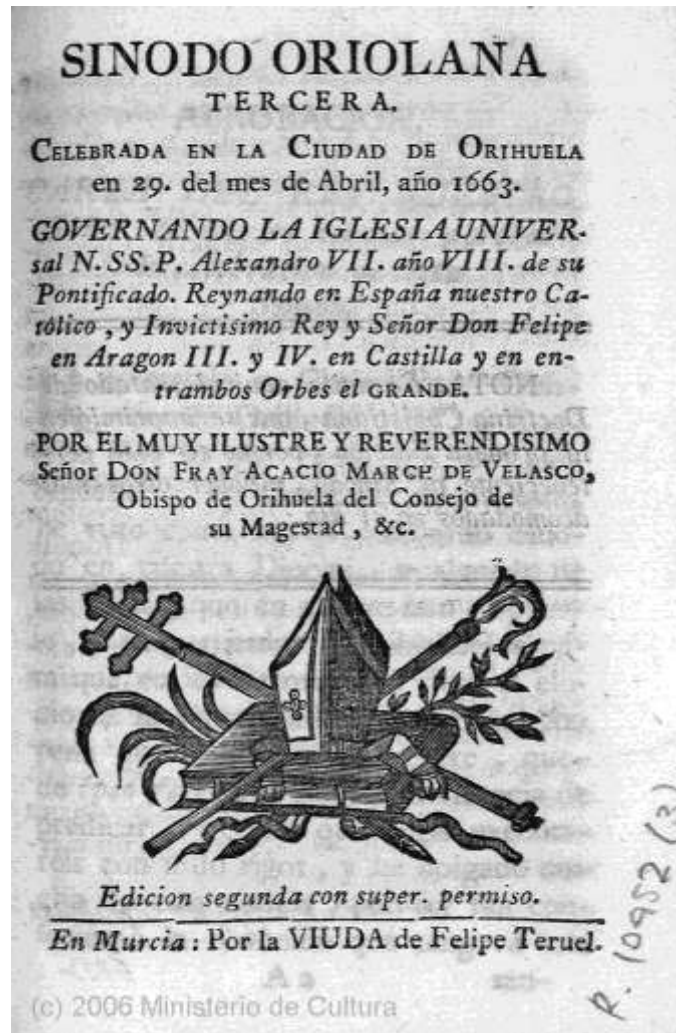 SINODO ORIOLANA
TERCERA.
CELEBRADA EN LA CIUDAD DE ORIHUELA
en 29. del mes de Abril, año 1663.
GOVERNANDO LA IGLESIA UNIVER-
sal N. SS. P. Alexandro VII. año VIII. de su
Pontificado. Reynando en España nuestro Ca-
tólico, y Invictisimo Rey y Señor Don Felipe
en Aragon III. y IV. en Castilla y en en-
trambos Orbes el GRANDE.
POR EL MUY ILUSTRE Y REVERENDISIMO
Señor DON FRAY ACACIO MARCH DE VELASCO,
Obispo de Orihuela del Consejo de
su Magestad, &c.
Edicion segunda con super. permiso.
En Murcia: Por la VIUDA de Felipe Teruel.
R. 10952 (3)
(c) 2006 Ministerio de Cultura